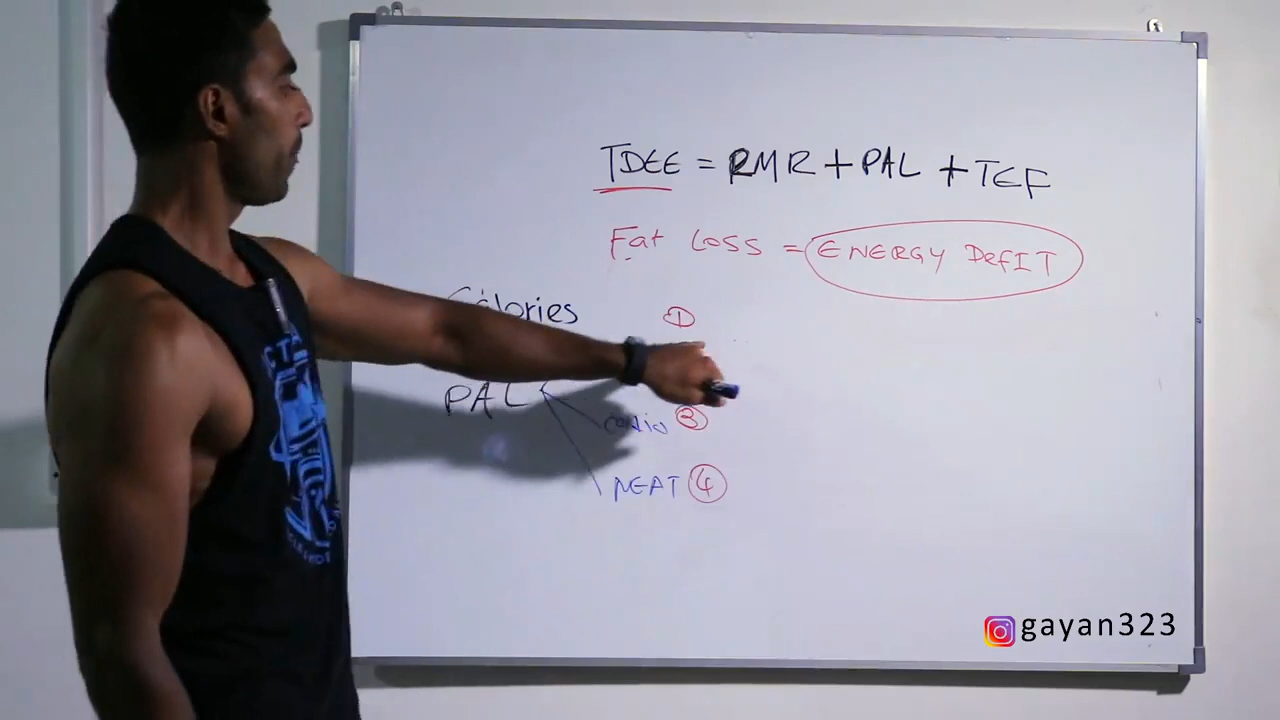 TDEE = RMR + PAL + TEF
Fat Loss = ENERGY DEFIT
Calories ①
PAL
cardio ③
NEAT ④
gayan323